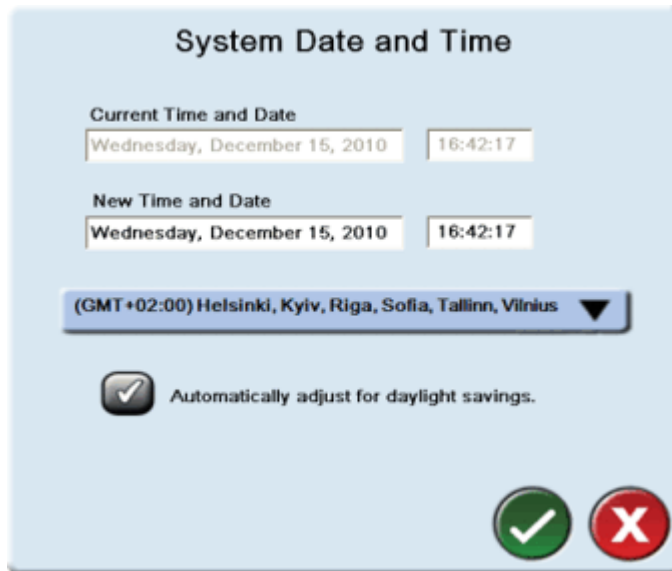 System Date and Time
Current Time and Date
Wednesday, December 15, 2010 16:42:17
New Time and Date
Wednesday, December 15, 2010 16:42:17
(GMT+02:00) Helsinki, Kyiv, Riga, Sofia, Tallinn, Vilnius
Automatically adjust for daylight savings.